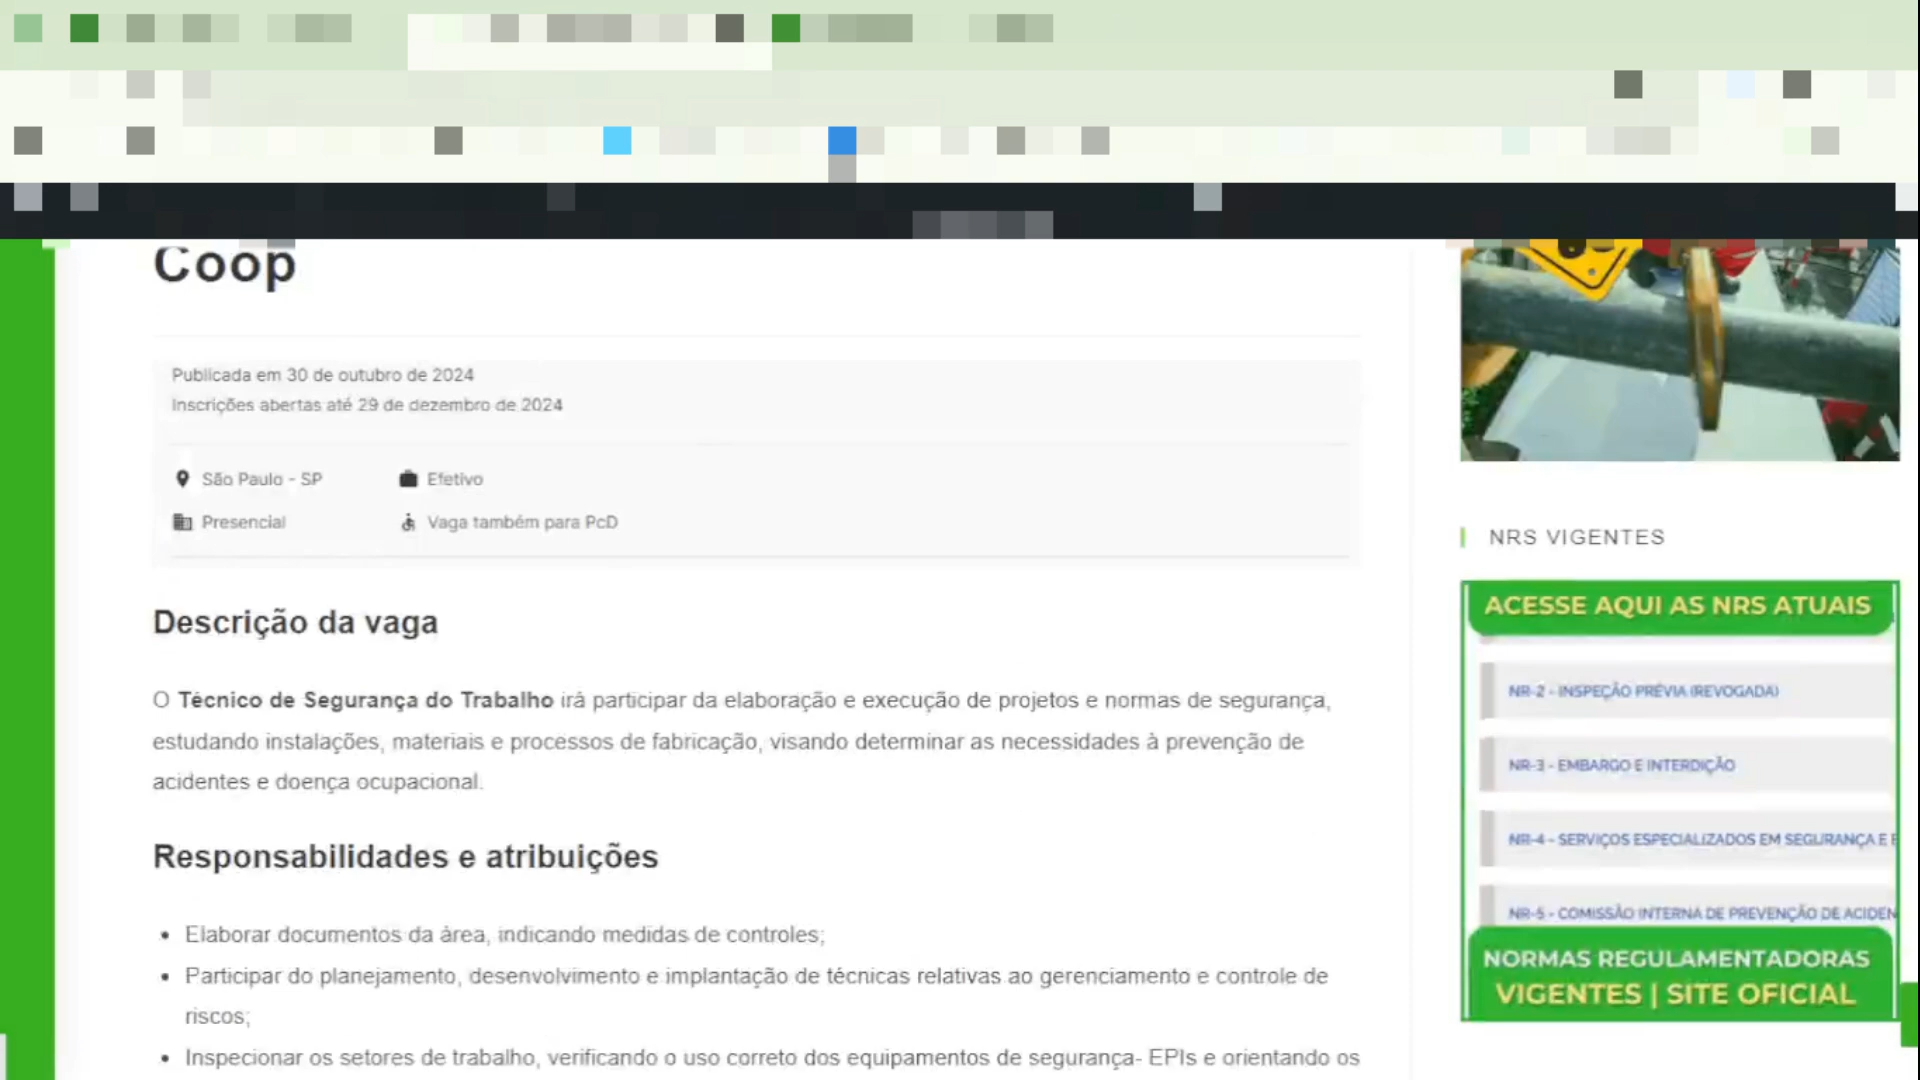 Coop
Publicada em 30 de outubro de 2024
Inscrições abertas até 29 de dezembro de 2024
São Paulo - SP
Efetivo
Presencial
Vaga também para PcD
Descrição da vaga
O Técnico de Segurança do Trabalho irá participar da elaboração e execução de projetos e normas de segurança,
estudando instalações, materiais e processos de fabricação, visando determinar as necessidades à prevenção de
acidentes e doença ocupacional.
Responsabilidades e atribuições
Elaborar documentos da área, indicando medidas de controles;
Participar do planejamento, desenvolvimento e implantação de técnicas relativas ao gerenciamento e controle de
riscos;
Inspecionar os setores de trabalho, verificando o uso correto dos equipamentos de segurança- EPIs e orientando os
NRS VIGENTES
ACESSE AQUI AS NRS ATUAIS
NR-2 - INSPEÇÃO PRÉVIA (REVOGADA)
NR-3 - EMBARGO E INTERDIÇÃO
NR-4 - SERVIÇOS ESPECIALIZADOS EM SEGURANÇA E
NR-5 - COMISSÃO INTERNA DE PREVENÇÃO DE ACIDEN
NORMAS REGULAMENTADORAS
VIGENTES | SITE OFICIAL